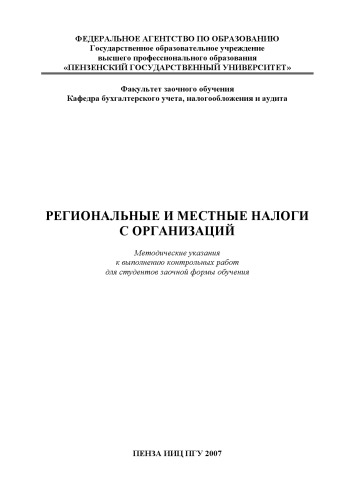 ФЕДЕРАЛЬНОЕ АГЕНТСТВО ПО ОБРАЗОВАНИЮ
Государственное образовательное учреждение
высшего профессионального образования
«ПЕНЗЕНСКИЙ ГОСУДАРСТВЕННЫЙ УНИВЕРСИТЕТ»
Факультет заочного обучения
Кафедра бухгалтерского учета, налогообложения и аудита
РЕГИОНАЛЬНЫЕ И МЕСТНЫЕ НАЛОГИ
С ОРГАНИЗАЦИЙ
Методические указания
к выполнению контрольных работ
для студентов заочной формы обучения
ПЕНЗА ИИЦ ПГУ 2007